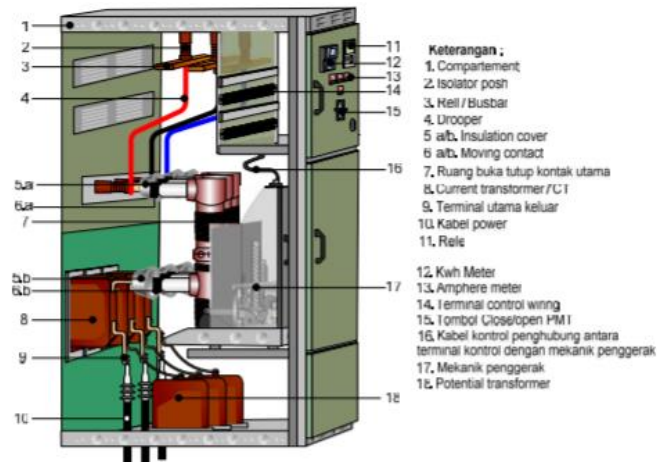 1
2
3
4
5.a
6.a
7
5.b
6.b
8
9
10
11
12
13
14
15
16
17
18
Keterangan :
1. Compartement
2. Isolator posh
3. Rell / Busbar
4. Drooper
5 a/b. Insulation cover
6 a/b. Moving contact
7. Ruang buka tutup kontak utama
8. Current transformer / CT
9. Terminal utama keluar
10. Kabel power
11. Rele
12. Kwh Meter
13. Amphere meter
14. Terminal control wiring
15. Tombol Close/open PMT
16. Kabel kontrol penghubung antara
terminal kontrol dengan mekanik penggerak
17. Mekanik penggerak
18. Potential transformer